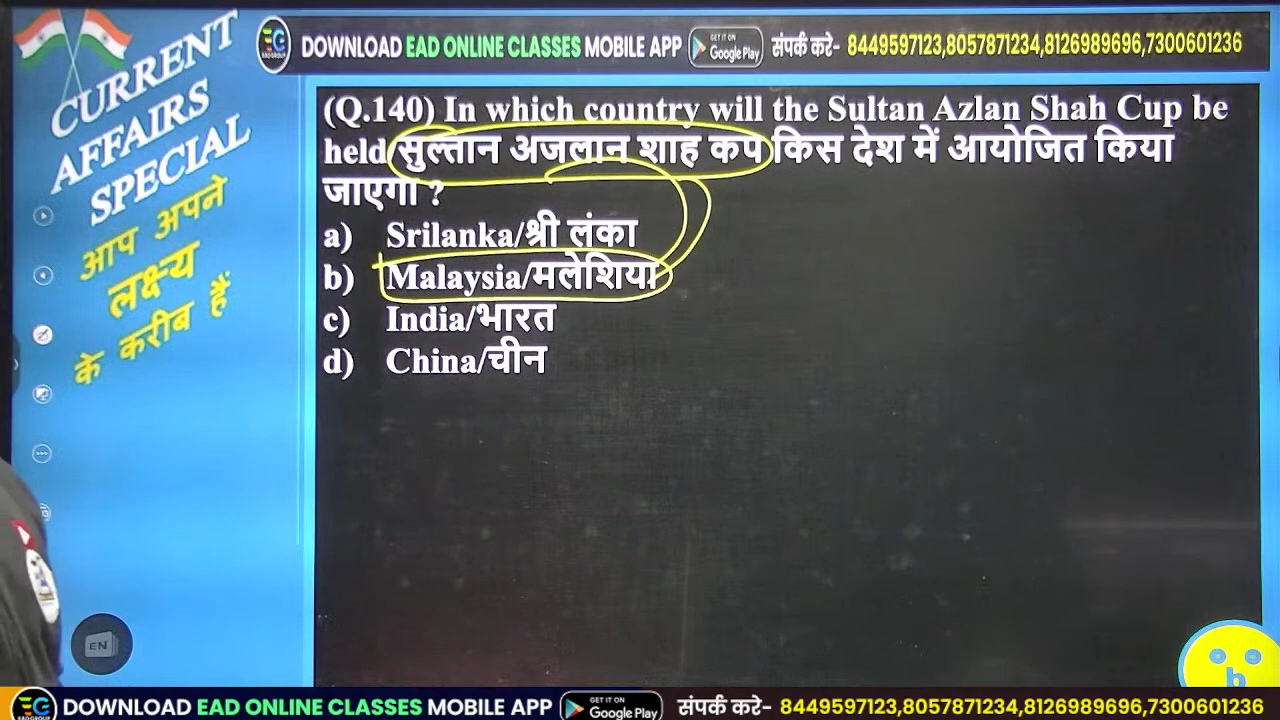 DOWNLOAD EAD ONLINE CLASSES MOBILE APP GET IT ON Google Play संपर्क करे- 8449597123,8057871234,8126989696,7300601236
CURRENT
AFFAIRS
SPECIAL
आप अपने
लक्ष्य
के करीब हैं
(Q.140) In which country will the Sultan Azlan Shah Cup be
held सुल्तान अजलान शाह कप किस देश में आयोजित किया
जाएगा ?
a) Srilanka/श्री लंका
b) Malaysia/मलेशिया
c) India/भारत
d) China/चीन
EN
b
DOWNLOAD EAD ONLINE CLASSES MOBILE APP GET IT ON Google Play संपर्क करे- 8449597123,8057871234,8126989696,7300601236